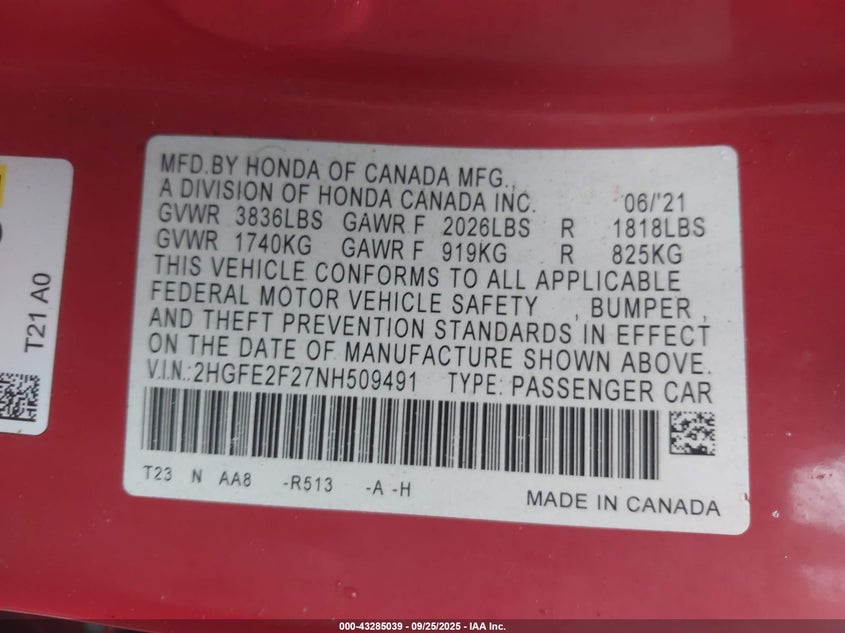 MFD.BY HONDA OF CANADA MFG.,
A DIVISION OF HONDA CANADA INC. 06/'21
GVWR 3836LBS GAWR F 2026LBS R 1818LBS
GVWR 1740KG GAWR F 919KG R 825KG
THIS VEHICLE CONFORMS TO ALL APPLICABLE
FEDERAL MOTOR VEHICLE SAFETY , BUMPER ,
AND THEFT PREVENTION STANDARDS IN EFFECT
ON THE DATE OF MANUFACTURE SHOWN ABOVE.
V.I.N.:2HGFE2F27NH509491 TYPE: PASSENGER CAR
T23 N AA8 -R513 -A -H
MADE IN CANADA
T21 A0
000-43285039 - 09/25/2025 - IAA Inc.